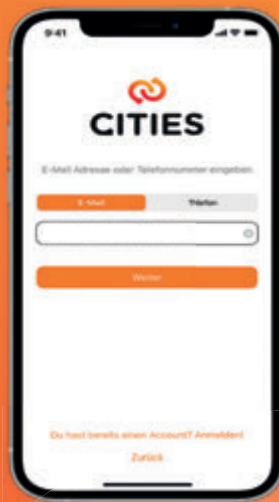 9:41
CITIES
E-Mail Adresse oder Telefonnummer eingeben
E-Mail
Telefon
Weiter
Du hast bereits einen Account? Anmelden!
Zurück